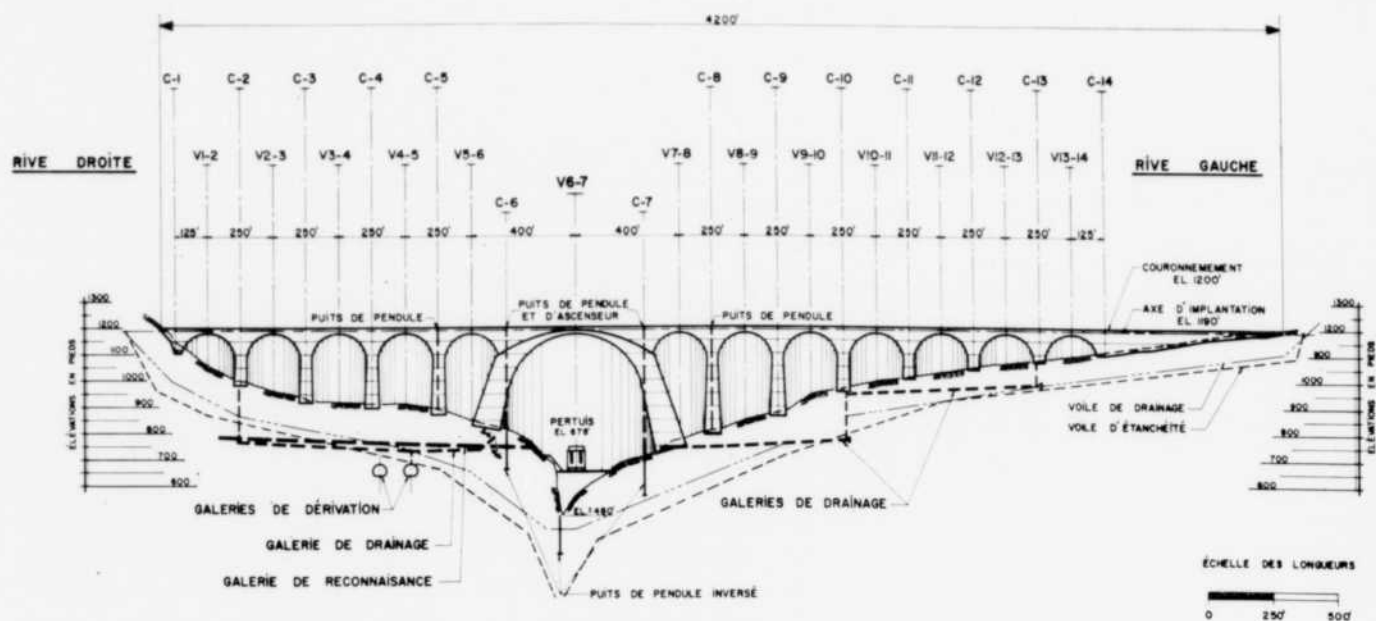 4200'
C-1 C-2 C-3 C-4 C-5 C-8 C-9 C-10 C-11 C-12 C-13 C-14
RIVE DROITE
V1-2 V2-3 V3-4 V4-5 V5-6 V6-7 V7-8 V8-9 V9-10 V10-11 V11-12 V12-13 V13-14
RIVE GAUCHE
C-6 C-7
125' 250' 250' 250' 250' 400' 400' 250' 250' 250' 250' 250' 125'
COURONNEMENT
EL 1200'
AXE D'IMPLANTATION
EL 1190'
PUITS DE PENDULE
PUITS DE PENDULE
ET D'ASCENSEUR
PUITS DE PENDULE
ÉLÉVATIONS EN PIEDS
1300
1200
1100
1000
900
800
700
600
PERTUIS
EL 678'
1300
1200
900
1000
900
800
700
600
ELEVATIONS EN PIEDS
VOILE DE DRAINAGE
VOILE D'ÉTANCHÉITÉ
GALERIES DE DÉRIVATION
EL 1480'
GALERIES DE DRAÎNAGE
GALERIE DE DRAINAGE
GALERIE DE RECONNAISANCE
PUITS DE PENDULE INVERSÉ
ÉCHELLE DES LONGUEURS
0 250' 500'